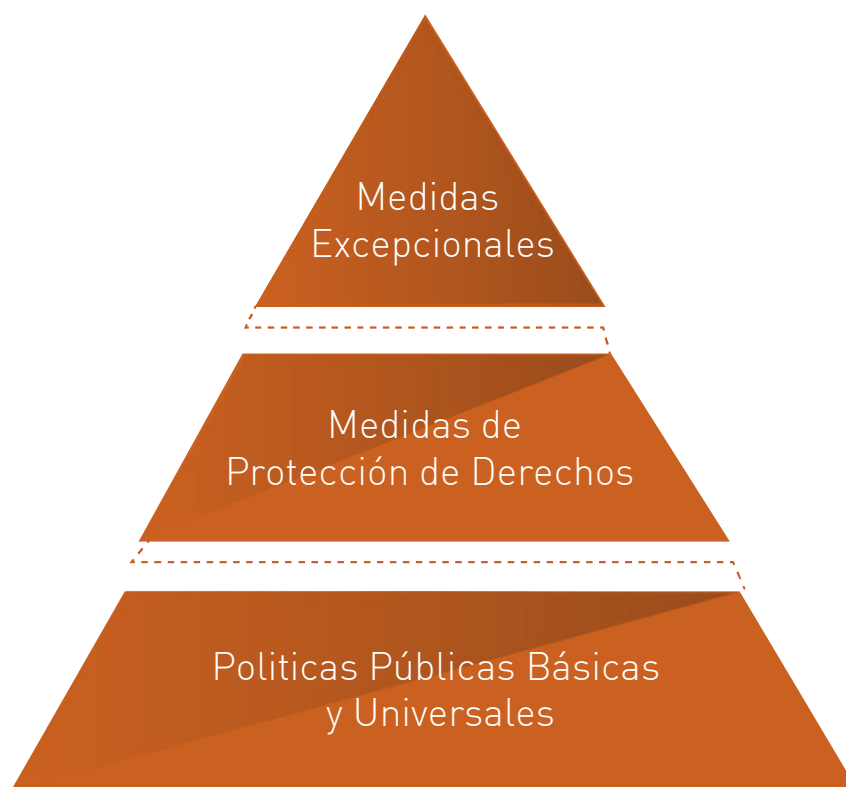 Medidas
Excepcionales
Medidas de
Protección de Derechos
Politicas Públicas Básicas
y Universales